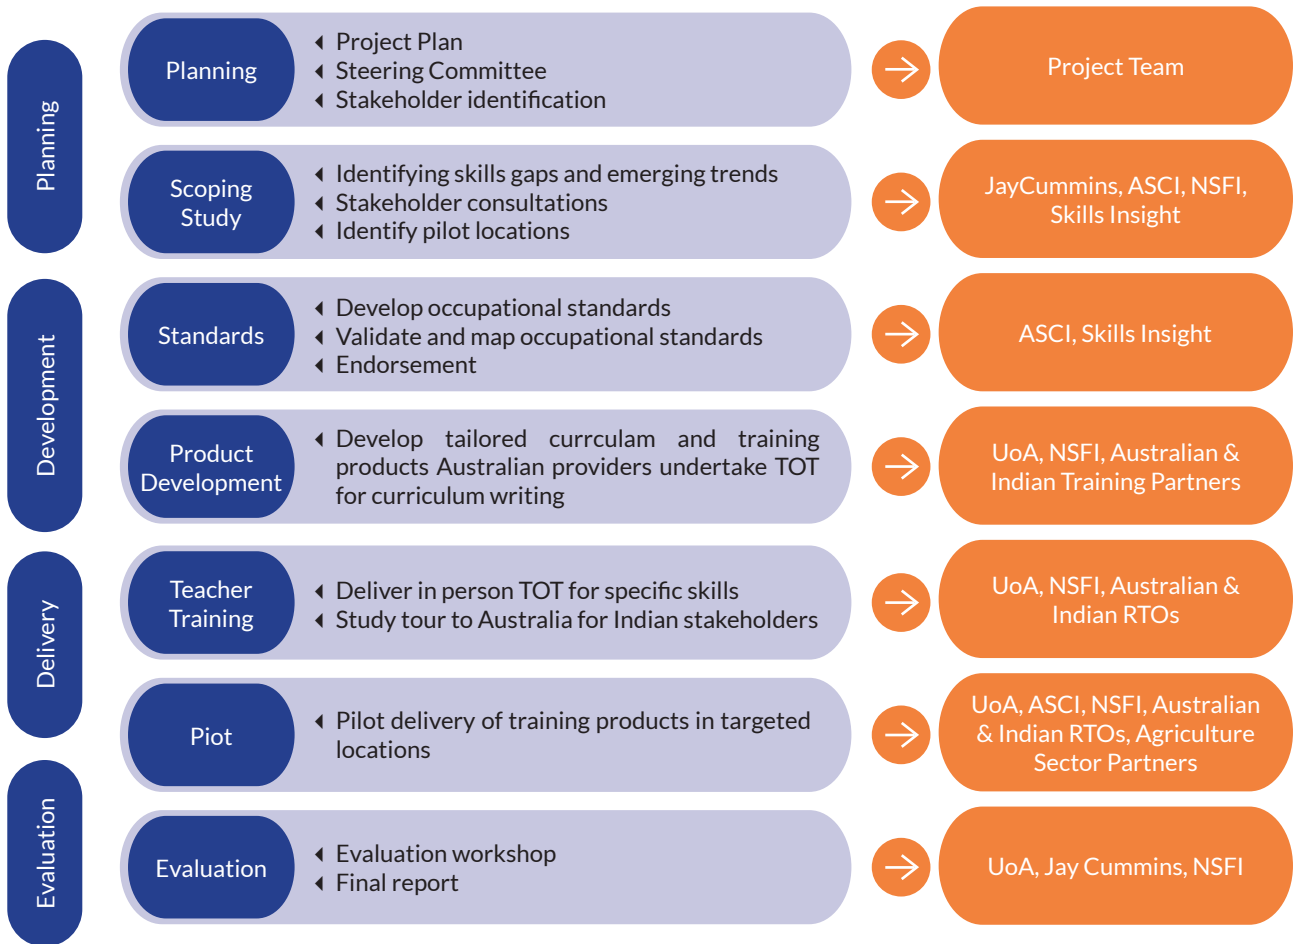 Planning
Planning
Project Plan
Steering Committee
Stakeholder identification
Project Team
Scoping
Study
Identifying skills gaps and emerging trends
Stakeholder consultations
Identify pilot locations
JayCummins, ASCI, NSFI,
Skills Insight
Development
Standards
Develop occupational standards
Validate and map occupational standards
Endorsement
ASCI, Skills Insight
Product
Development
Develop tailored currculam and training
products Australian providers undertake TOT
for curriculum writing
UoA, NSFI, Australian &
Indian Training Partners
Delivery
Teacher
Training
Deliver in person TOT for specific skills
Study tour to Australia for Indian stakeholders
UoA, NSFI, Australian &
Indian RTOs
Piot
Pilot delivery of training products in targeted
locations
UoA, ASCI, NSFI, Australian
& Indian RTOs, Agriculture
Sector Partners
Evaluation
Evaluation
Evaluation workshop
Final report
UoA, Jay Cummins, NSFI